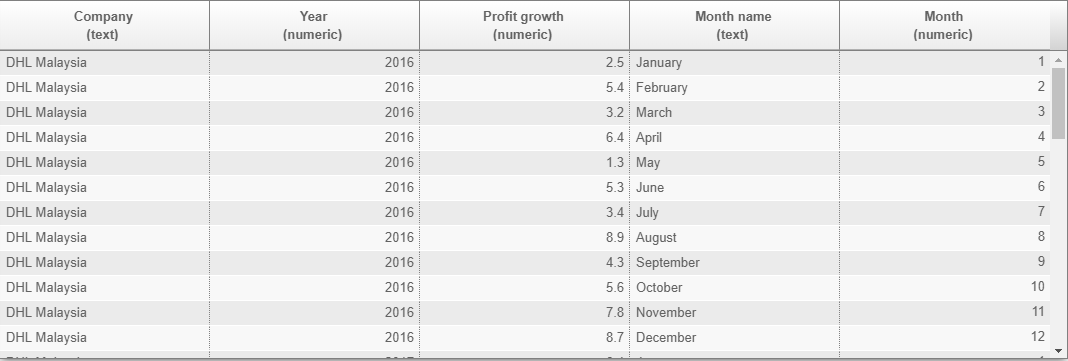 Company Year Profit growth Month name Month
(text) (numeric) (numeric) (text) (numeric)
DHL Malaysia 2016 2.5 January 1
DHL Malaysia 2016 5.4 February 2
DHL Malaysia 2016 3.2 March 3
DHL Malaysia 2016 6.4 April 4
DHL Malaysia 2016 1.3 May 5
DHL Malaysia 2016 5.3 June 6
DHL Malaysia 2016 3.4 July 7
DHL Malaysia 2016 8.9 August 8
DHL Malaysia 2016 4.3 September 9
DHL Malaysia 2016 5.6 October 10
DHL Malaysia 2016 7.8 November 11
DHL Malaysia 2016 8.7 December 12